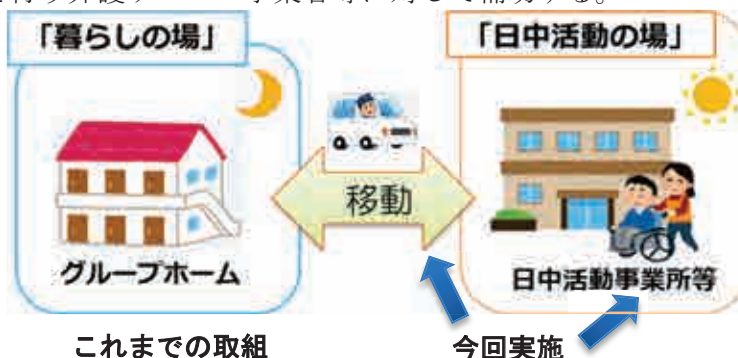 「暮らしの場」
「日中活動の場」
移動
グループホーム
日中活動事業所等
これまでの取組
今回実施